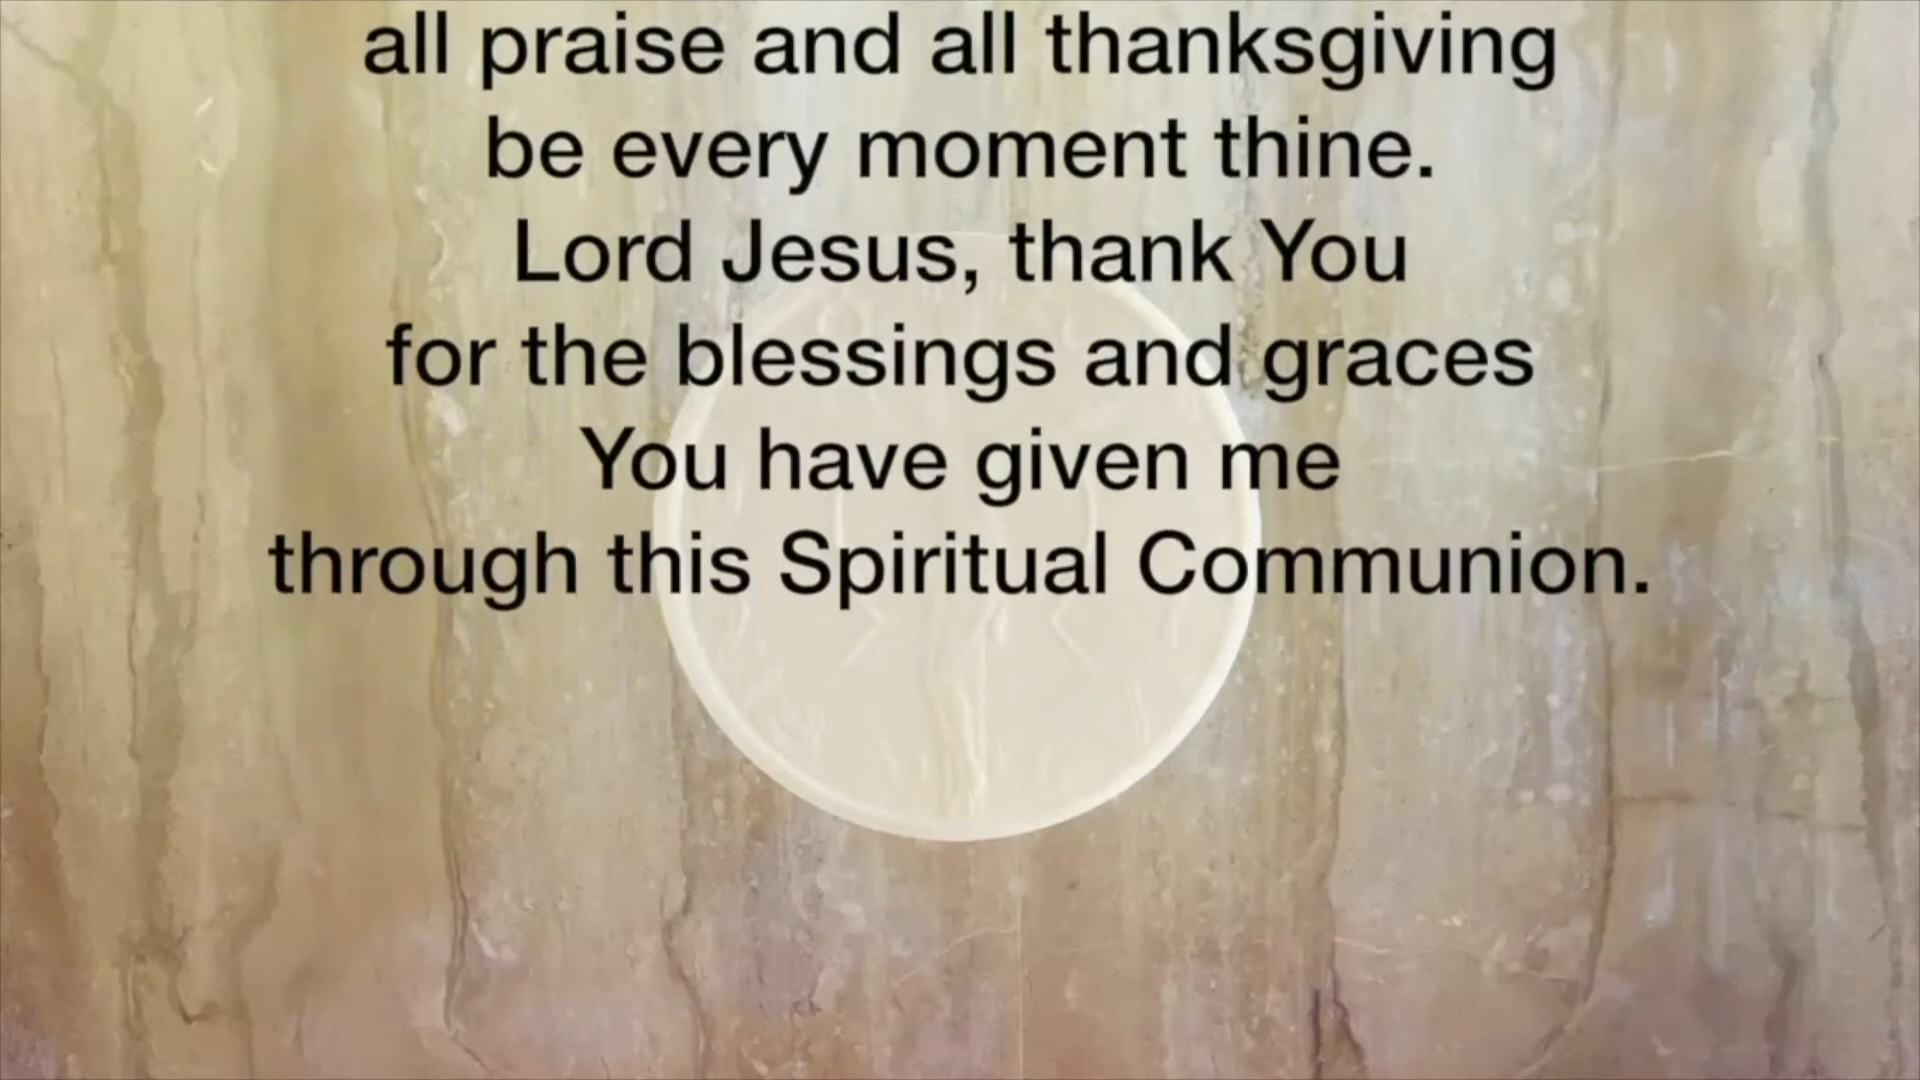 all praise and all thanksgiving
be every moment thine.
Lord Jesus, thank You
for the blessings and graces
You have given me
through this Spiritual Communion.